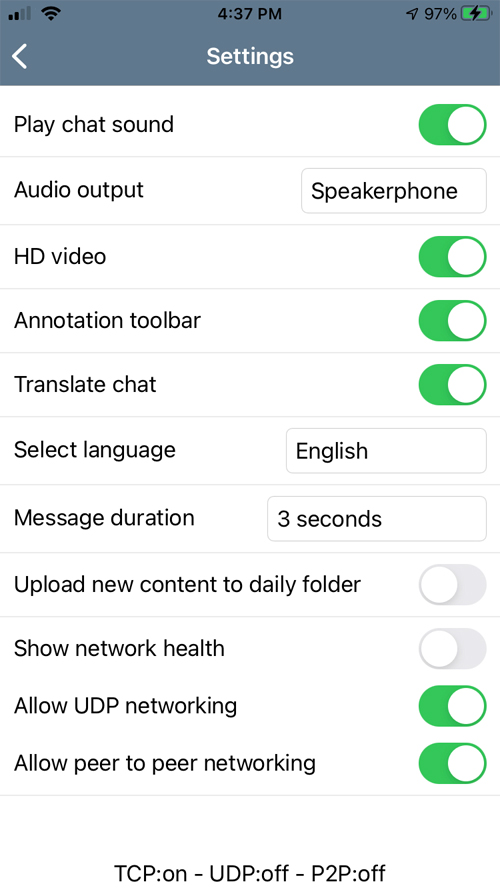 4:37 PM 97%
Settings
Play chat sound
Audio output Speakerphone
HD video
Annotation toolbar
Translate chat
Select language English
Message duration 3 seconds
Upload new content to daily folder
Show network health
Allow UDP networking
Allow peer to peer networking
TCP:on - UDP:off - P2P:off